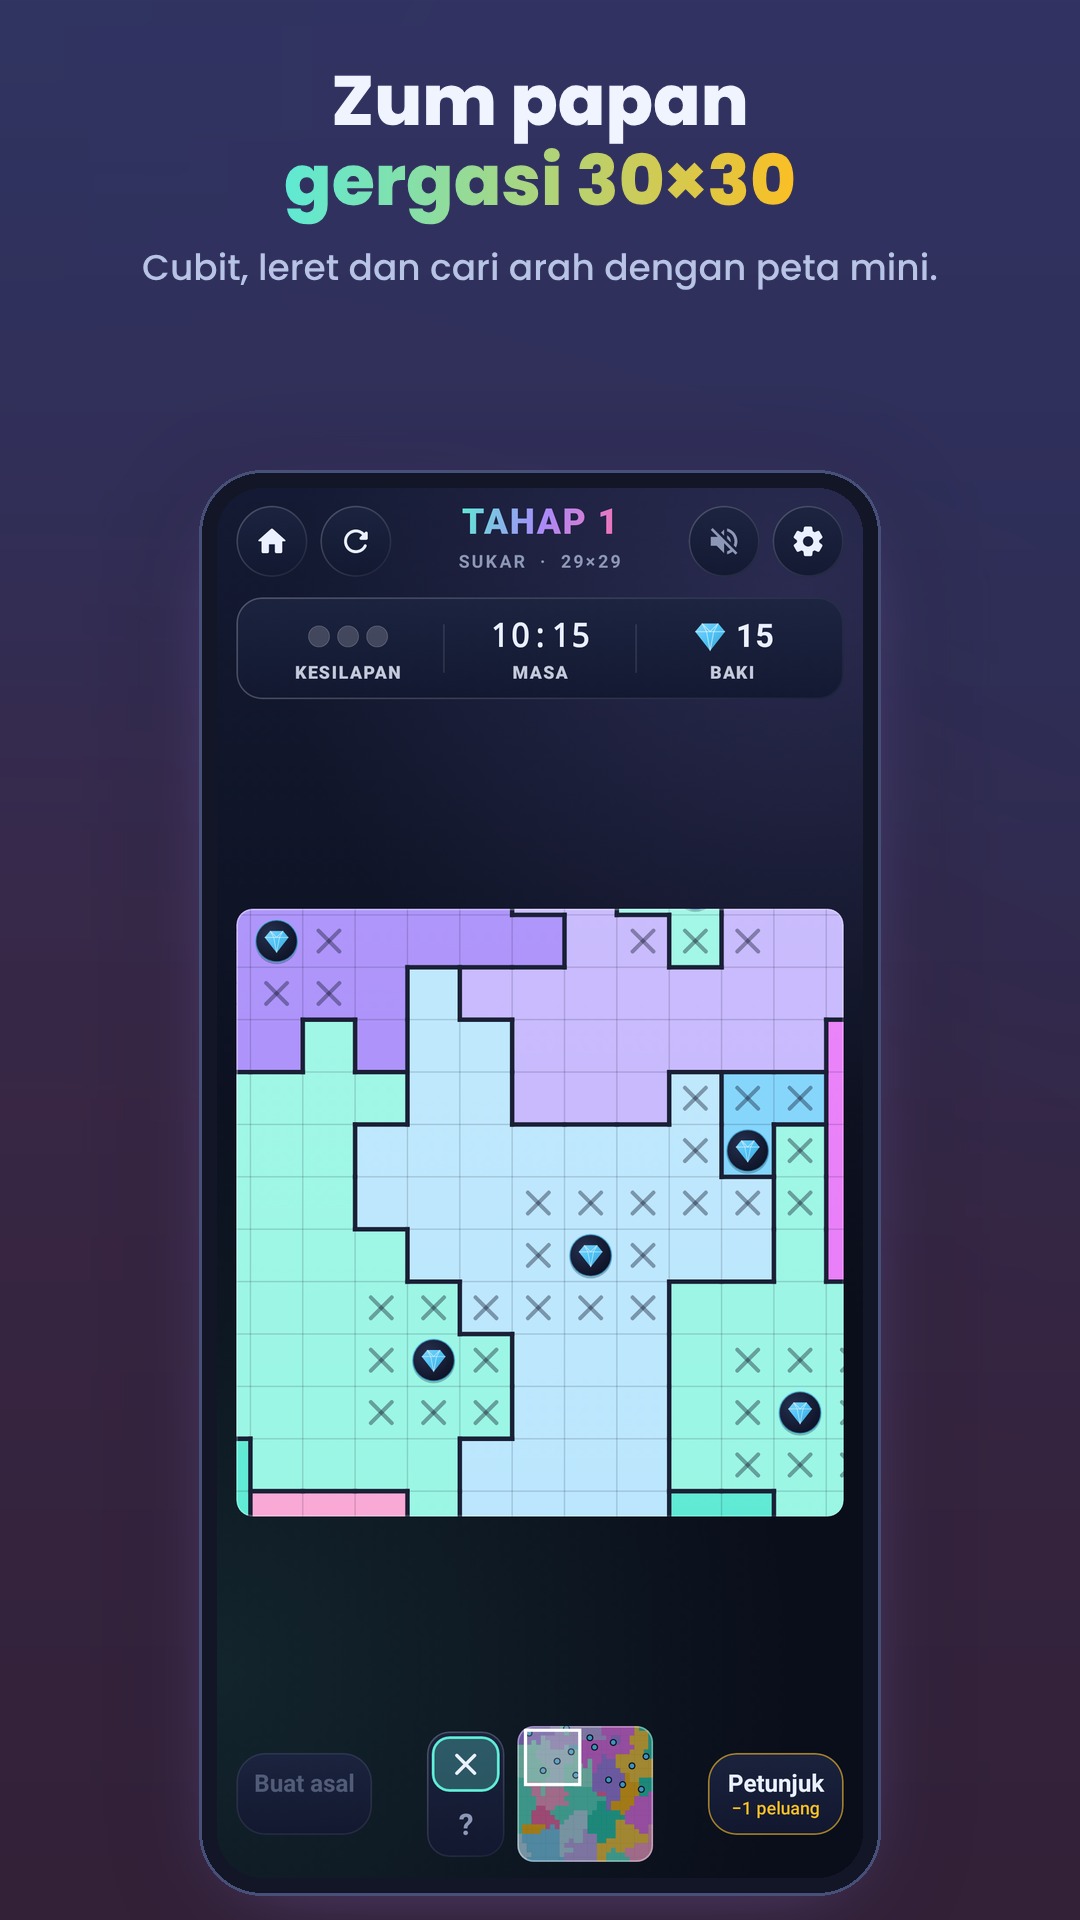 Zum papan
gergasi 30×30
Cubit, leret dan cari arah dengan peta mini.
TAHAP 1
SUKAR · 29×29
10:15
15
KESILAPAN
MASA
BAKI
Buat asal
?
Petunjuk
−1 peluang